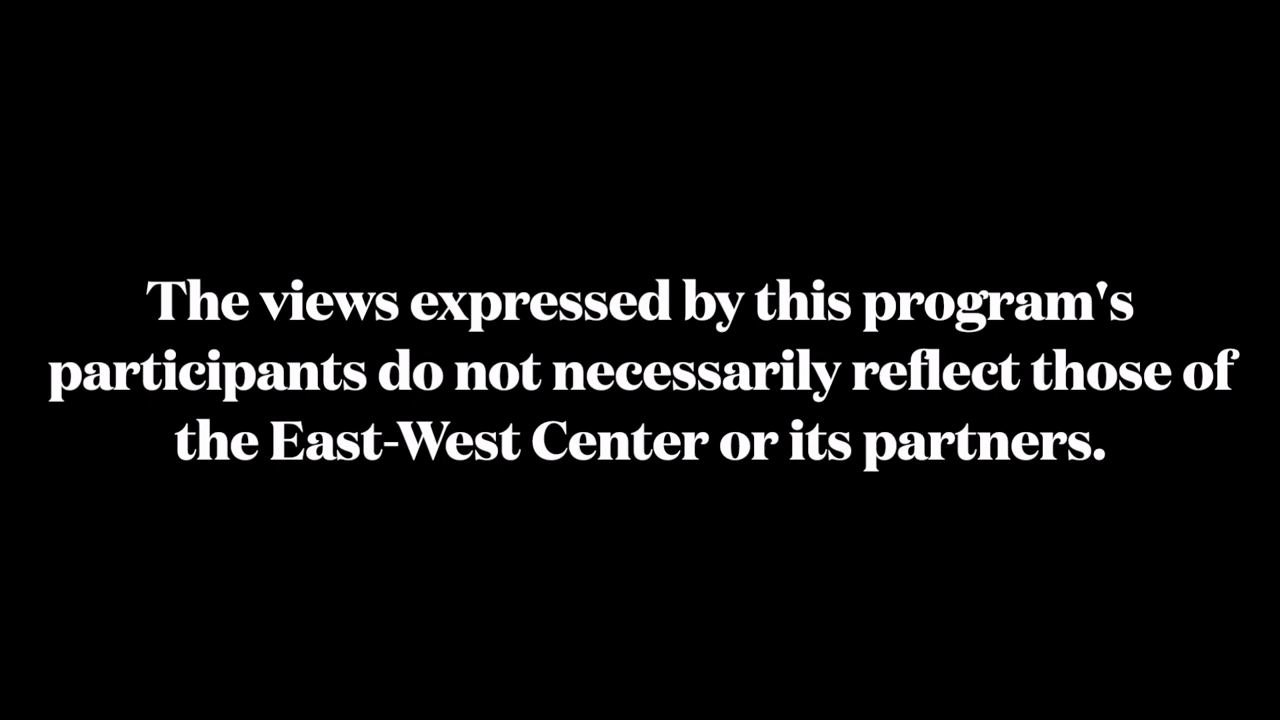 The views expressed by this program's
participants do not necessarily reflect those of
the East-West Center or its partners.